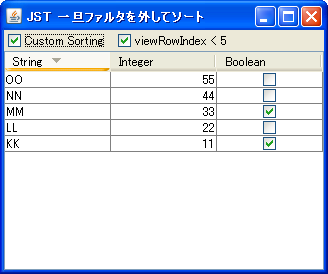 JST 一旦ファルタを外してソート
Custom Sorting viewRowIndex < 5
String Integer Boolean
OO 55
NN 44
MM 33
LL 22
KK 11